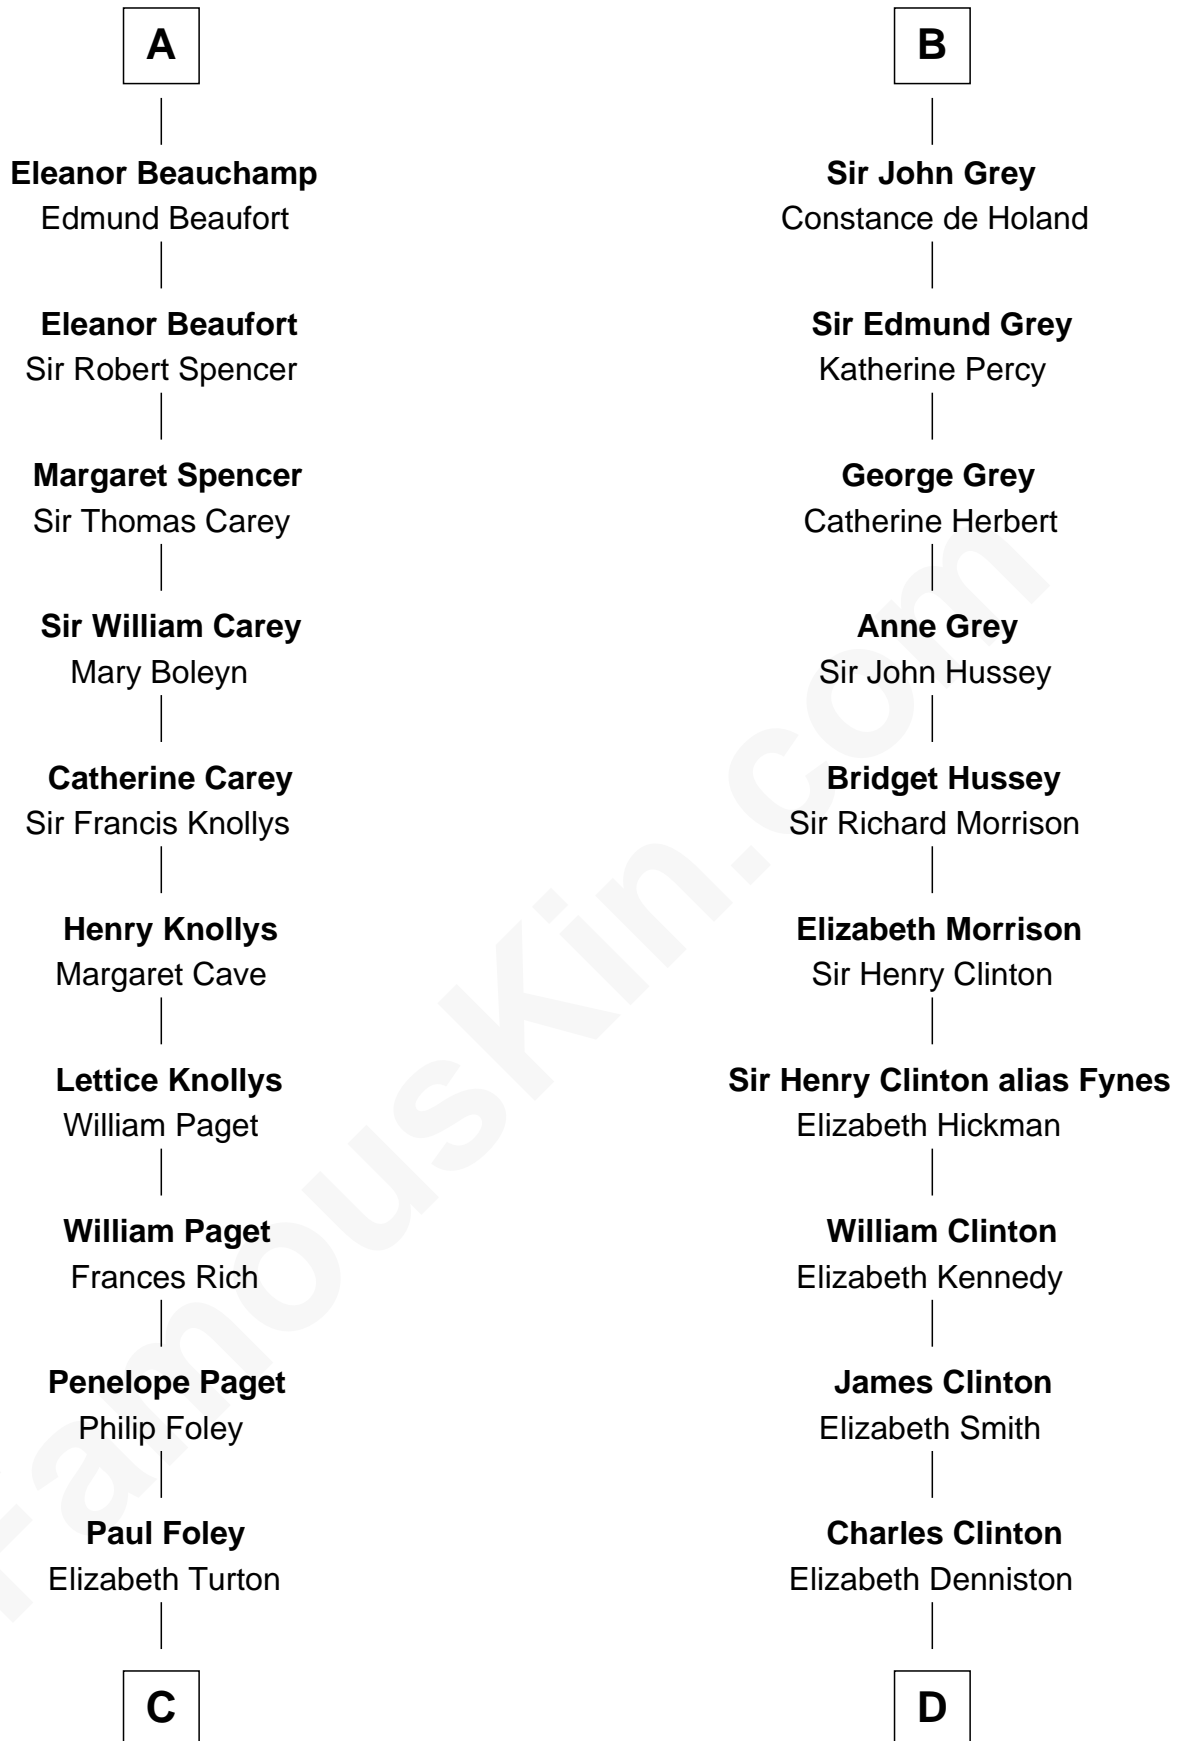 A
Eleanor Beauchamp
Edmund Beaufort
Eleanor Beaufort
Sir Robert Spencer
Margaret Spencer
Sir Thomas Carey
Sir William Carey
Mary Boleyn
Catherine Carey
Sir Francis Knollys
Henry Knollys
Margaret Cave
Lettice Knollys
William Paget
William Paget
Frances Rich
Penelope Paget
Philip Foley
Paul Foley
Elizabeth Turton
C
B
Sir John Grey
Constance de Holand
Sir Edmund Grey
Katherine Percy
George Grey
Catherine Herbert
Anne Grey
Sir John Hussey
Bridget Hussey
Sir Richard Morrison
Elizabeth Morrison
Sir Henry Clinton
Sir Henry Clinton alias Fynes
Elizabeth Hickman
William Clinton
Elizabeth Kennedy
James Clinton
Elizabeth Smith
Charles Clinton
Elizabeth Denniston
D
FamousKin.com